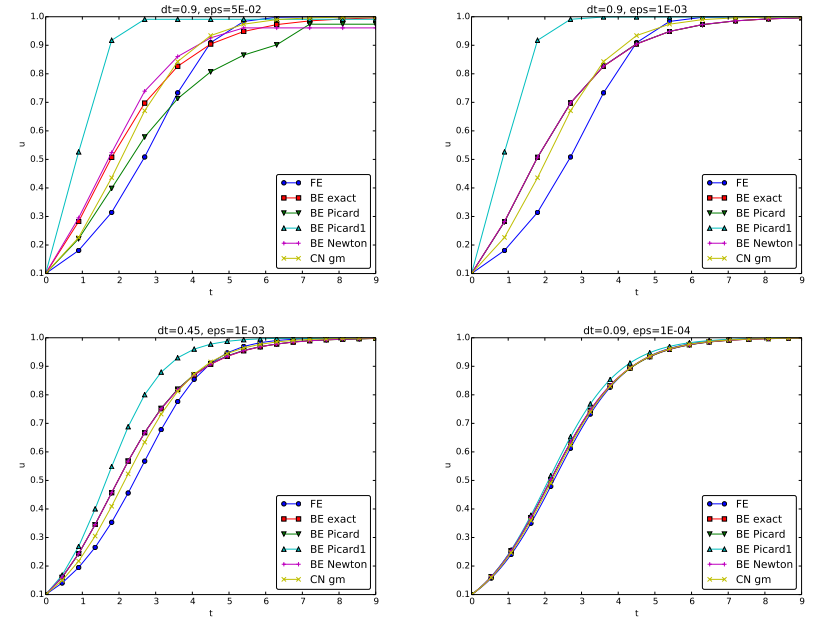 dt=0.9, eps=5E-02
1.0
0.9
0.8
0.7
0.6
0.5
0.4
0.3
0.2
0.1
u
0 1 2 3 4 5 6 7 8 9
t
FE
BE exact
BE Picard
BE Picard1
BE Newton
CN gm
dt=0.9, eps=1E-03
1.0
0.9
0.8
0.7
0.6
0.5
0.4
0.3
0.2
0.1
u
0 1 2 3 4 5 6 7 8 9
t
FE
BE exact
BE Picard
BE Picard1
BE Newton
CN gm
dt=0.45, eps=1E-03
1.0
0.9
0.8
0.7
0.6
0.5
0.4
0.3
0.2
0.1
u
0 1 2 3 4 5 6 7 8 9
t
FE
BE exact
BE Picard
BE Picard1
BE Newton
CN gm
dt=0.09, eps=1E-04
1.0
0.9
0.8
0.7
0.6
0.5
0.4
0.3
0.2
0.1
u
0 1 2 3 4 5 6 7 8 9
t
FE
BE exact
BE Picard
BE Picard1
BE Newton
CN gm